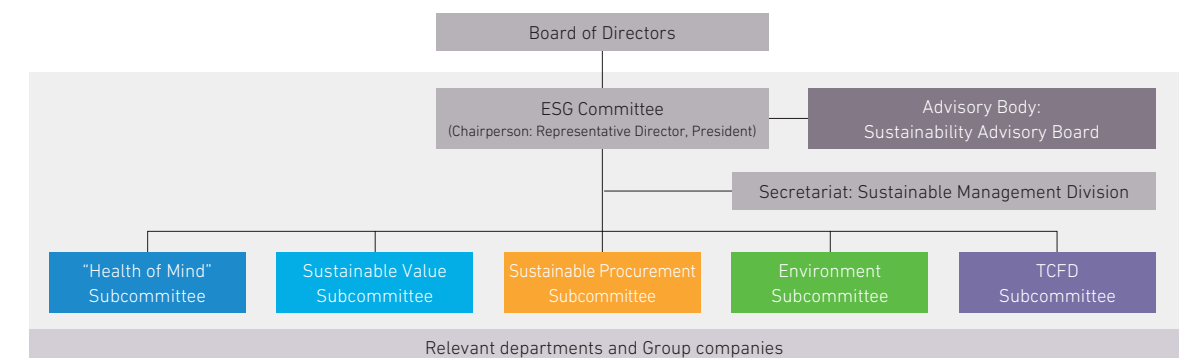 Board of Directors
ESG Committee
(Chairperson: Representative Director, President)
Advisory Body:
Sustainability Advisory Board
Secretariat: Sustainable Management Division
“Health of Mind”
Subcommittee
Sustainable Value
Subcommittee
Sustainable Procurement
Subcommittee
Environment
Subcommittee
TCFD
Subcommittee
Relevant departments and Group companies